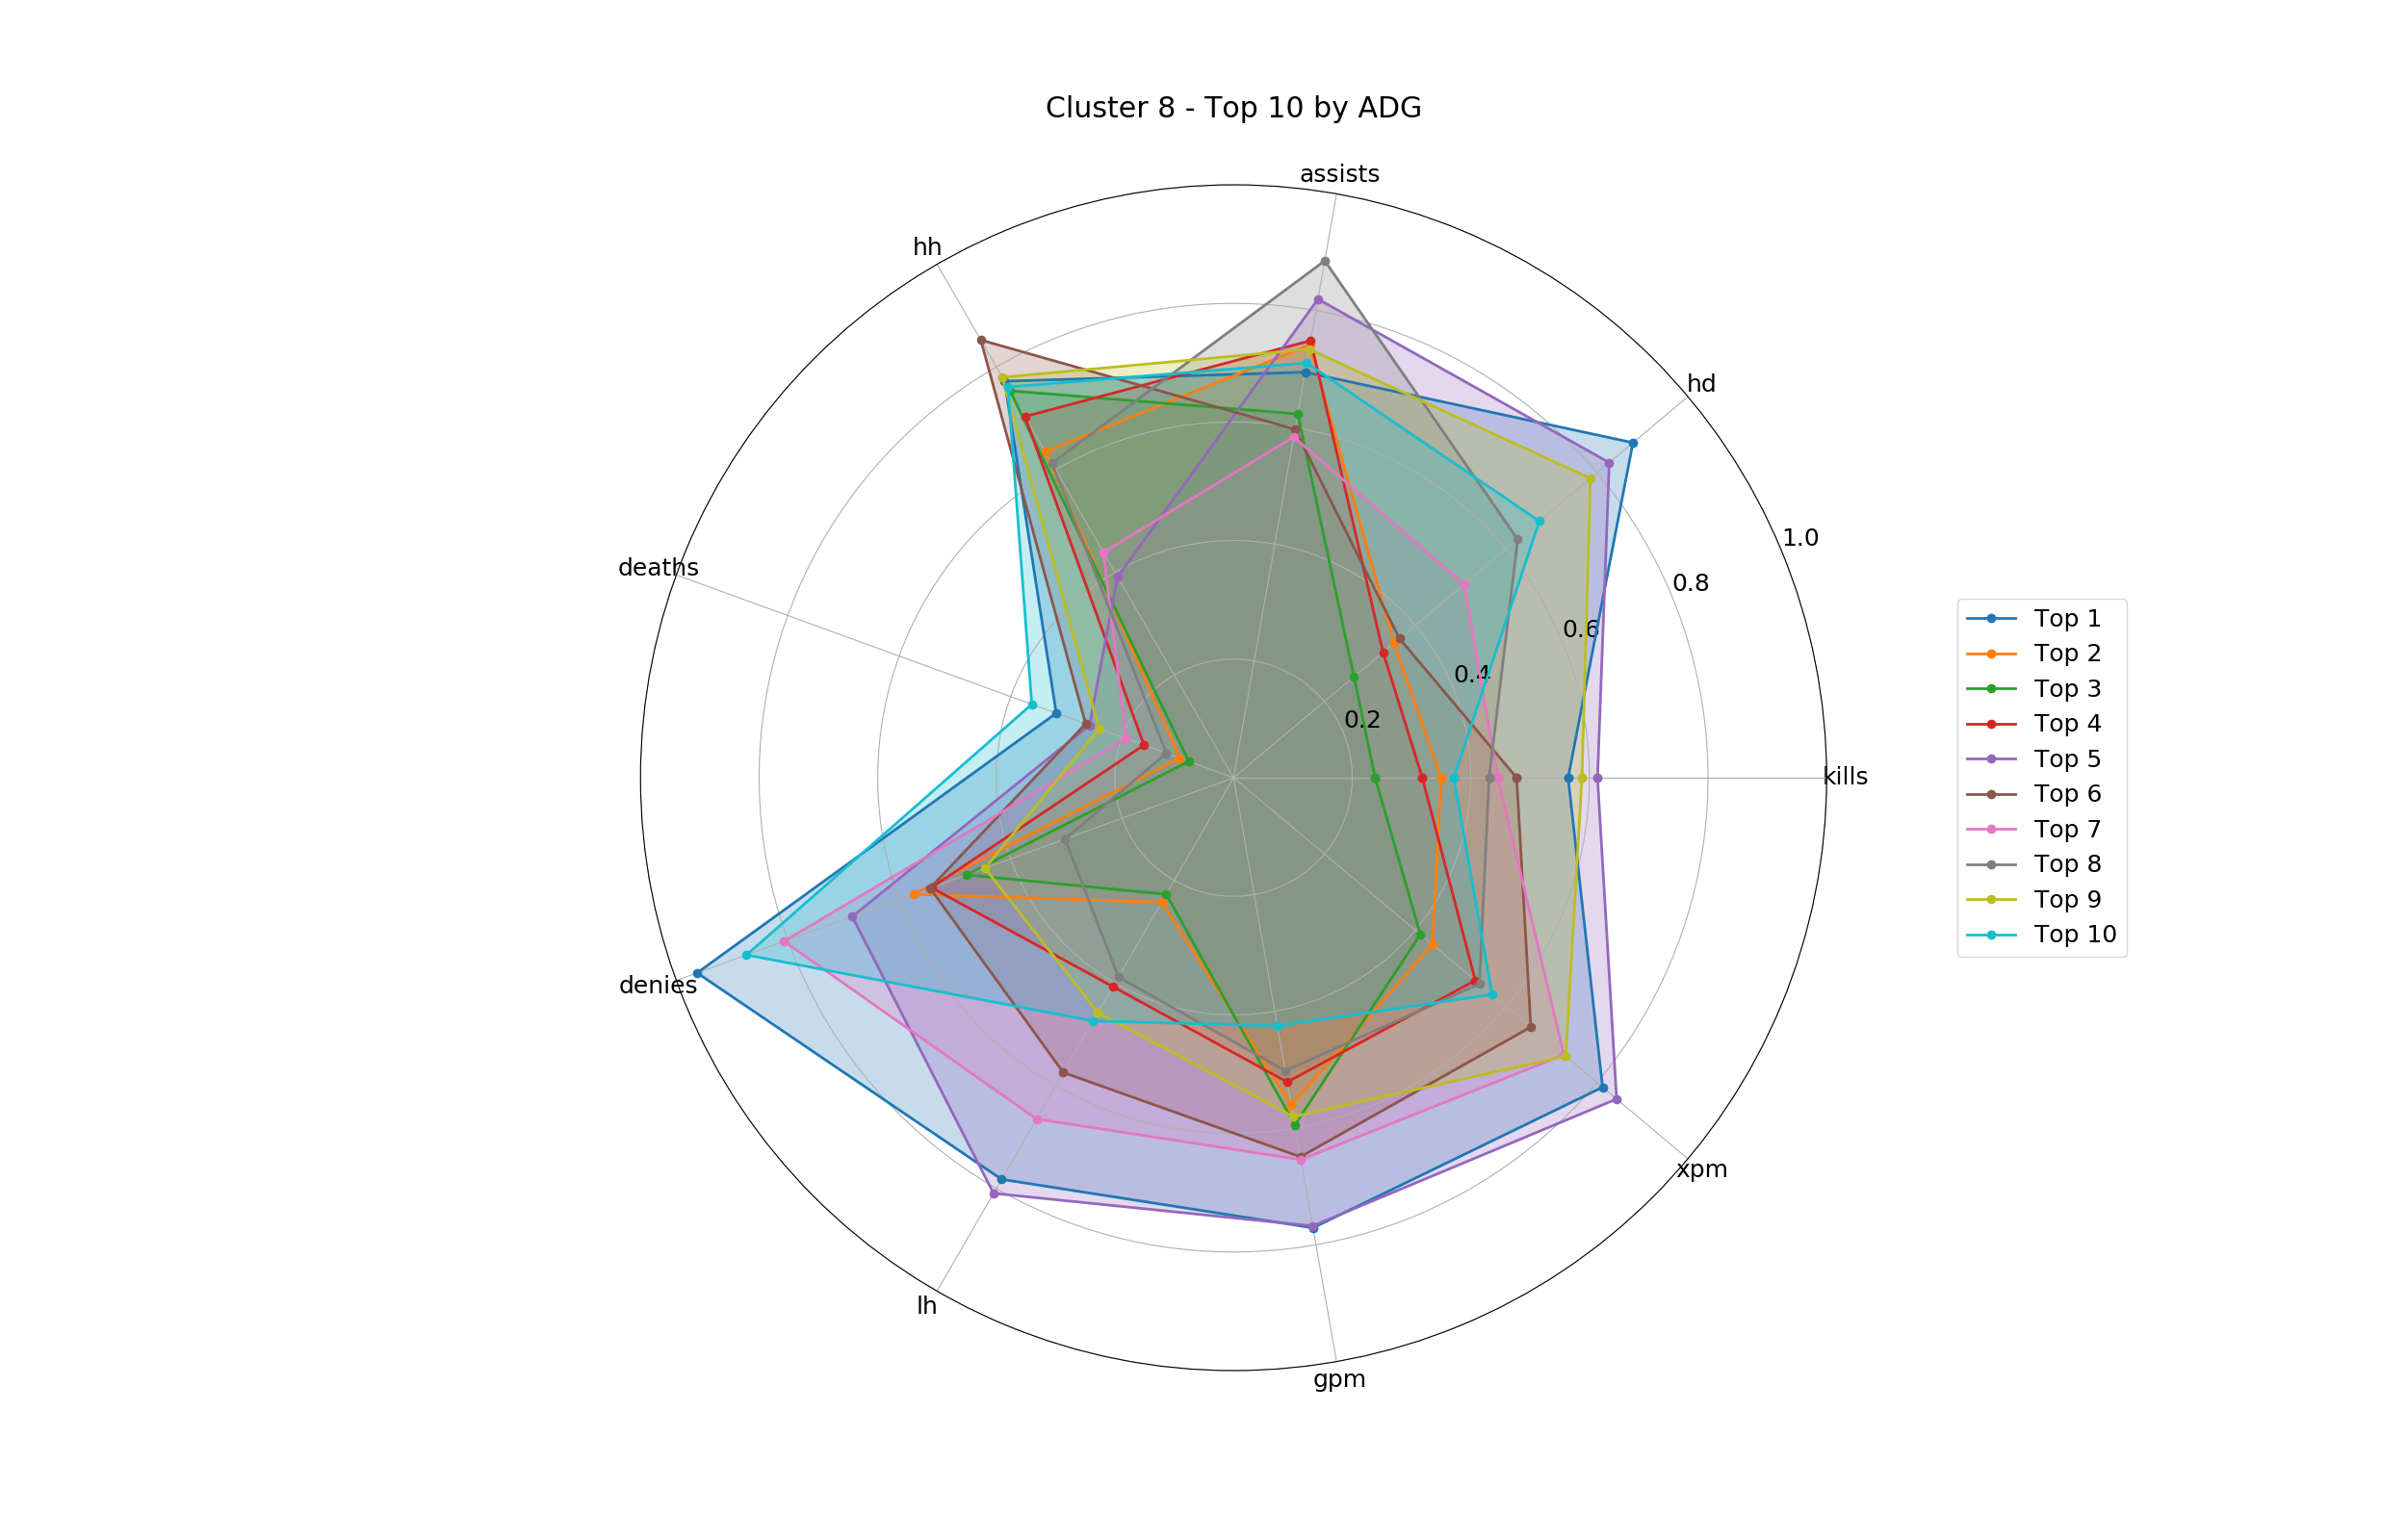 Cluster 8 - Top 10 by ADG
assists
hh
hd
1.0
deaths
0.8
0.6
0.4
0.2
kills
denies
xpm
lh
gpm
Top 1
Top 2
Top 3
Top 4
Top 5
Top 6
Top 7
Top 8
Top 9
Top 10